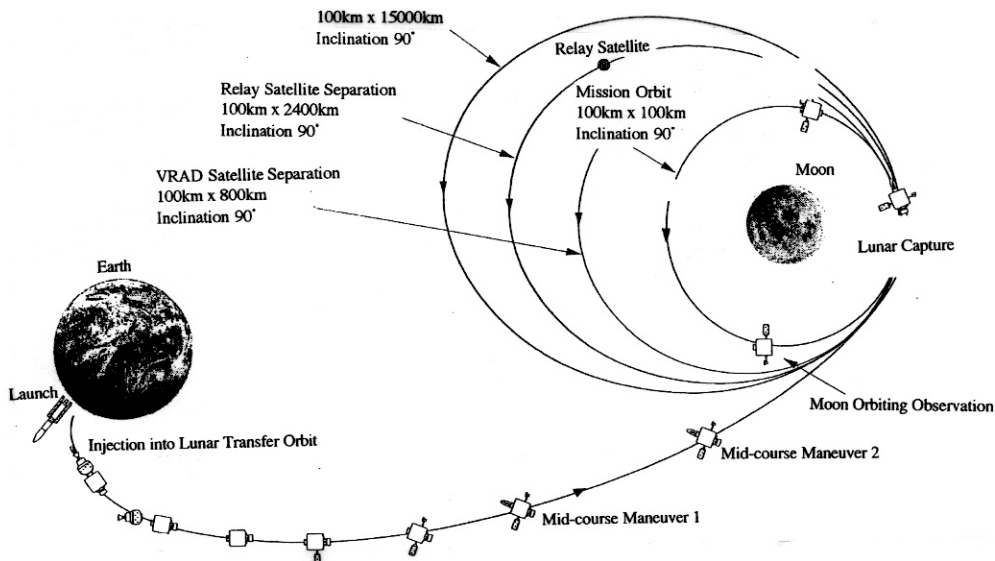 100km x 15000km
Inclination 90°
Relay Satellite
Relay Satellite Separation
100km x 2400km
Inclination 90°
Mission Orbit
100km x 100km
Inclination 90°
VRAD Satellite Separation
100km x 800km
Inclination 90°
Moon
Lunar Capture
Earth
Launch
Moon Orbiting Observation
Injection into Lunar Transfer Orbit
Mid-course Maneuver 2
Mid-course Maneuver 1